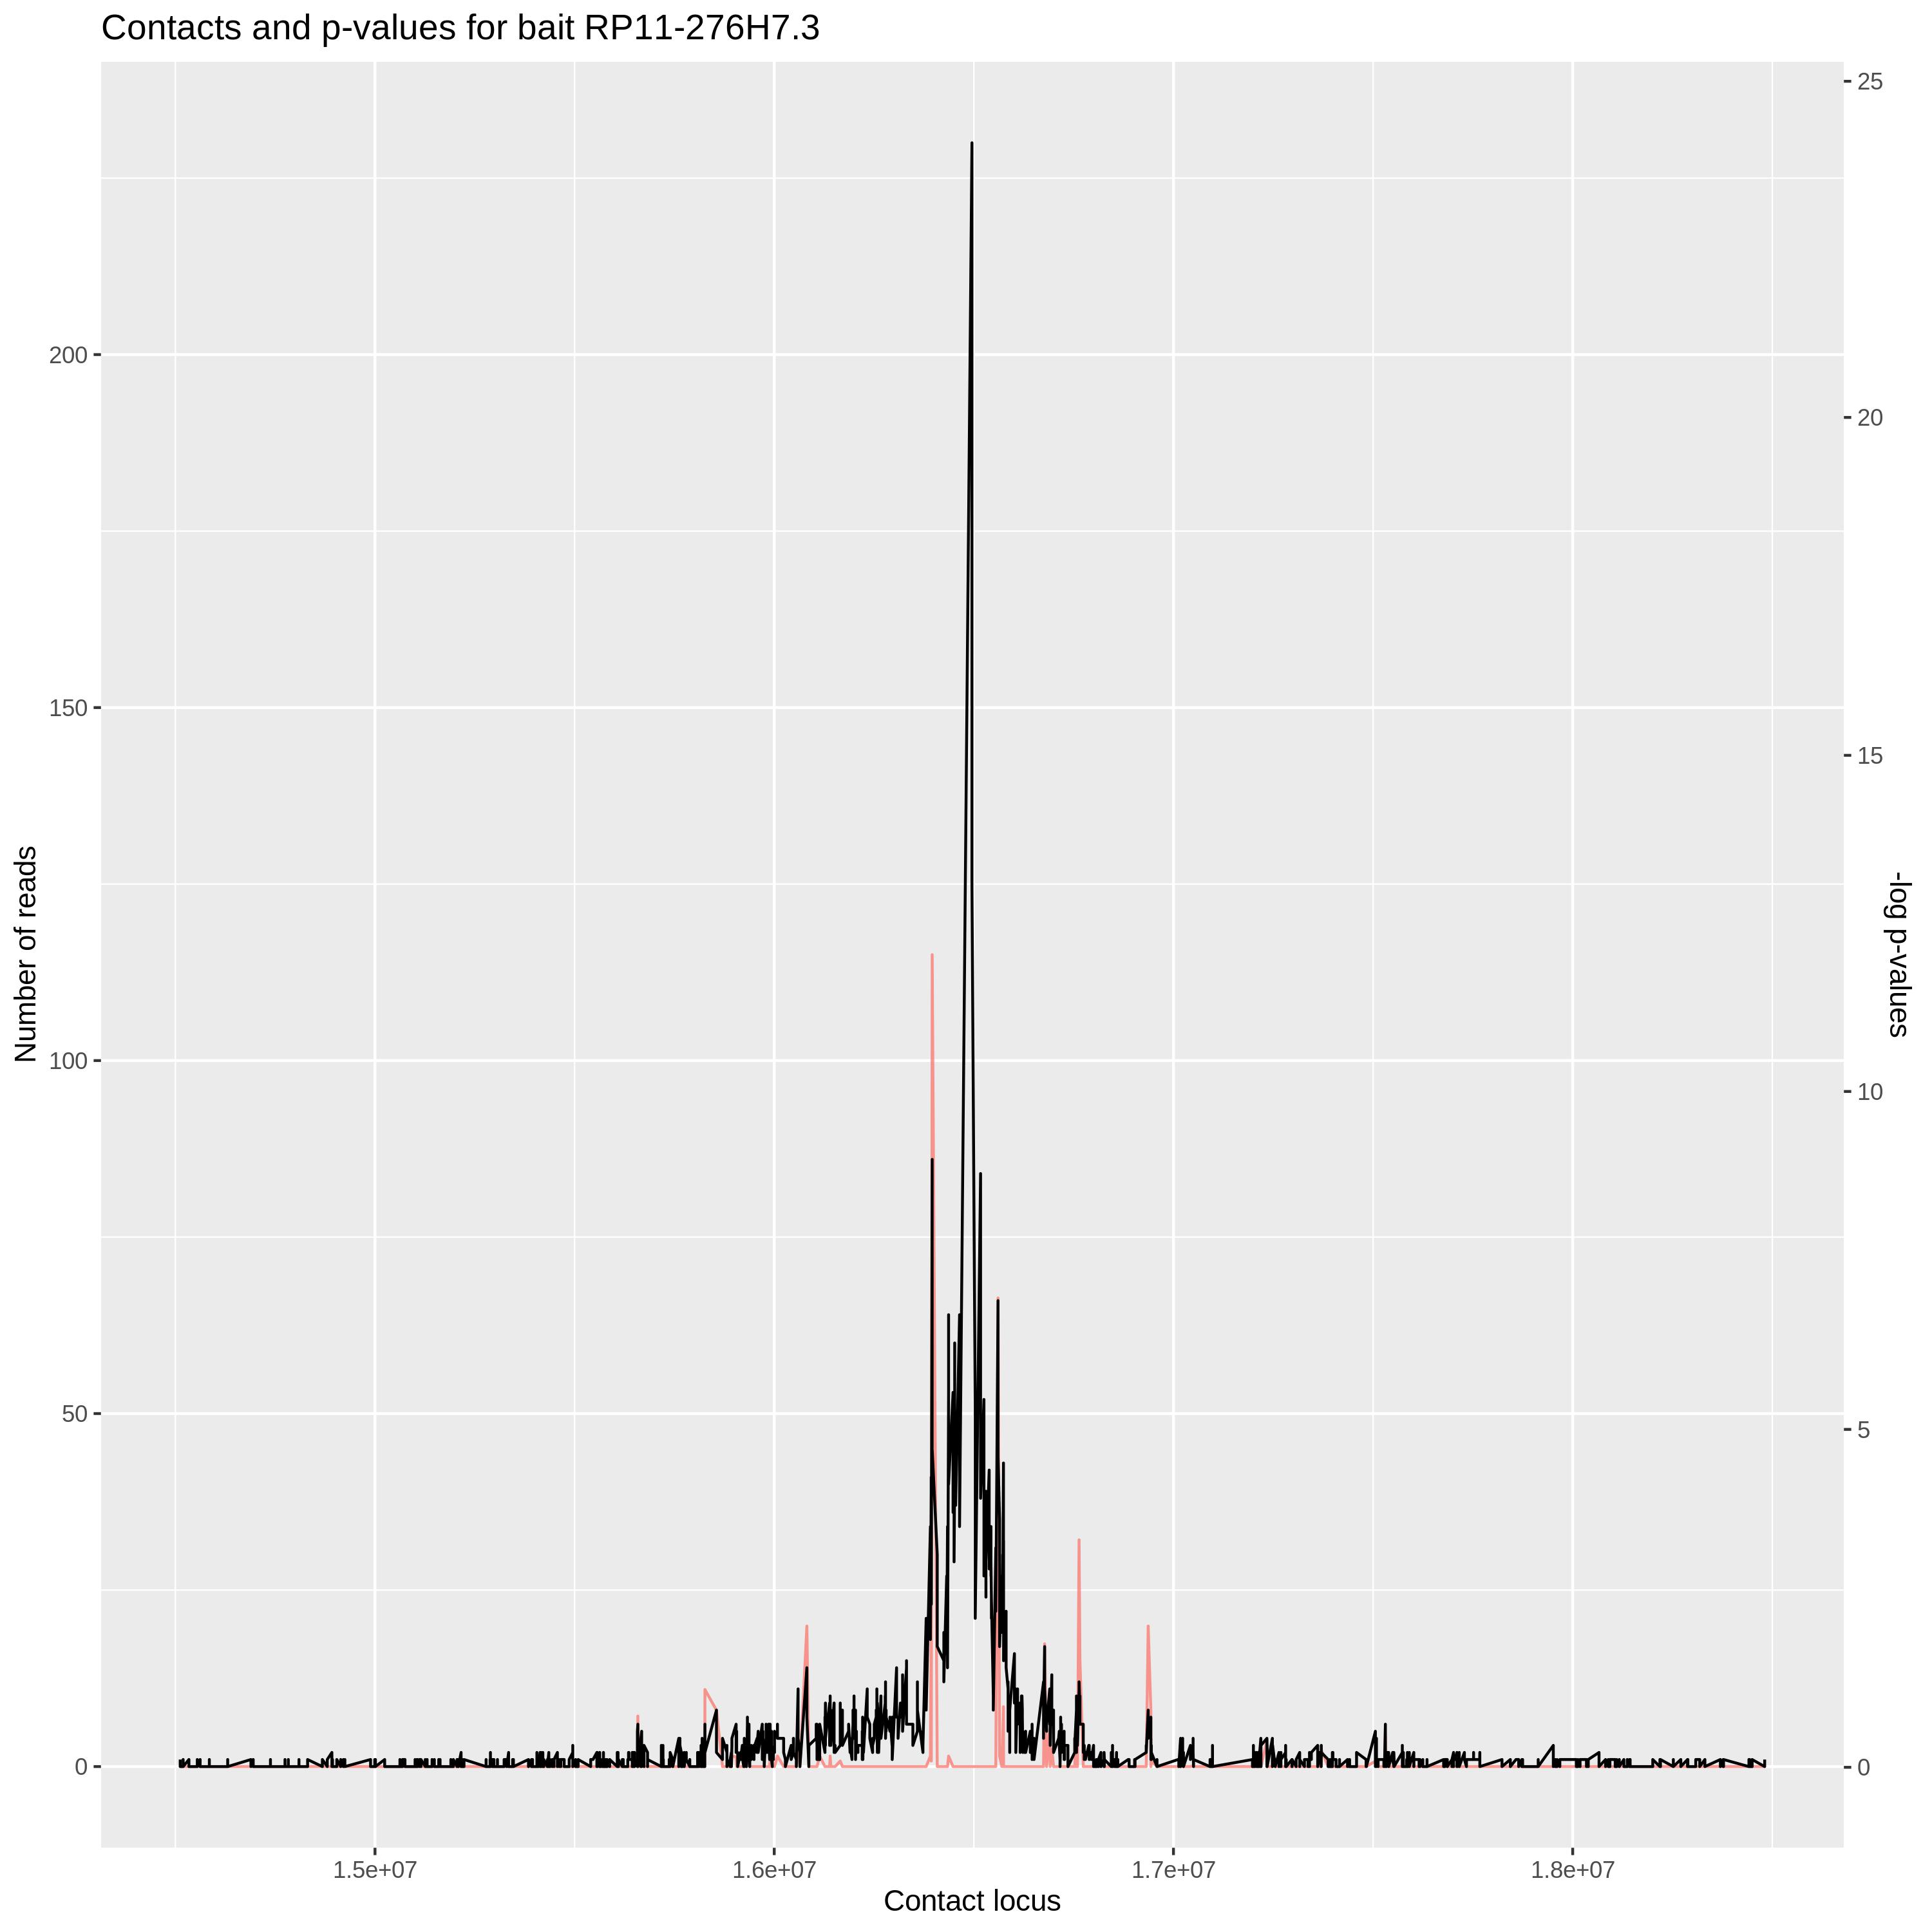 Contacts and p-values for bait RP11-276H7.3
Number of reads
200
150
100
50
0
25
20
15
10
5
0
-log p-values
1.5e+07 1.6e+07 1.7e+07 1.8e+07
Contact locus